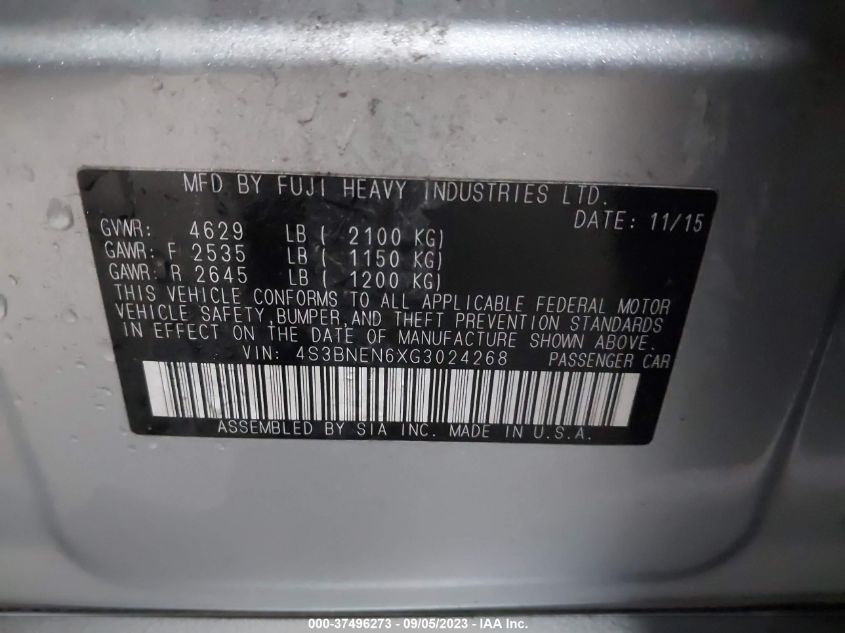 MFD BY FUJI HEAVY INDUSTRIES LTD.
DATE: 11/15
GVWR: 4629 LB ( 2100 KG)
GAWR: F 2535 LB ( 1150 KG)
GAWR: R 2645 LB ( 1200 KG)
THIS VEHICLE CONFORMS TO ALL APPLICABLE FEDERAL MOTOR
VEHICLE SAFETY, BUMPER, AND THEFT PREVENTION STANDARDS
IN EFFECT ON THE DATE OF MANUFACTURE SHOWN ABOVE.
VIN: 4S3BNEN6XG3024268 PASSENGER CAR
ASSEMBLED BY SIA INC. MADE IN U.S.A.
000-37496273 - 09/05/2023 - IAA Inc.